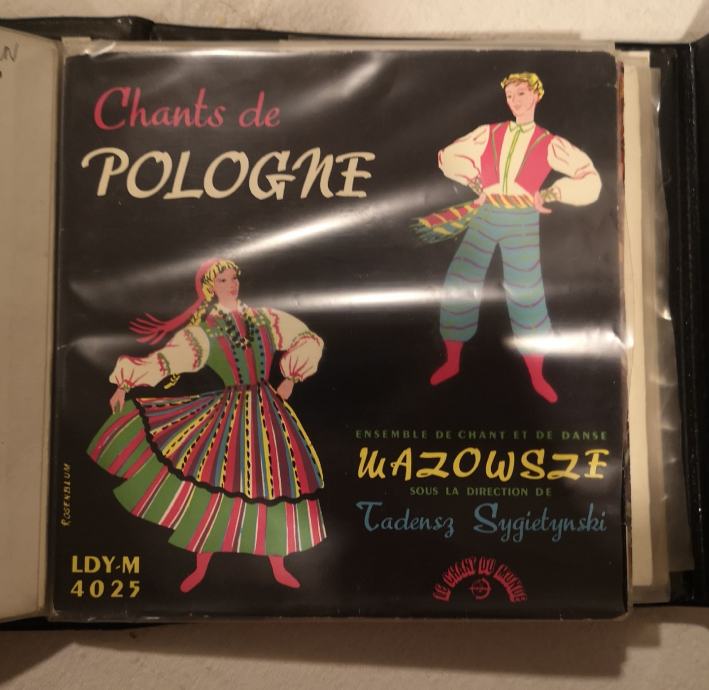 Chants de
POLOGNE
ENSEMBLE DE CHANT ET DE DANSE
MAZOWSZE
SOUS LA DIRECTION DE
Tadensz Sygietynski
ROSENBLUM
LDY-M
4025
LE CHANT DU MONDE